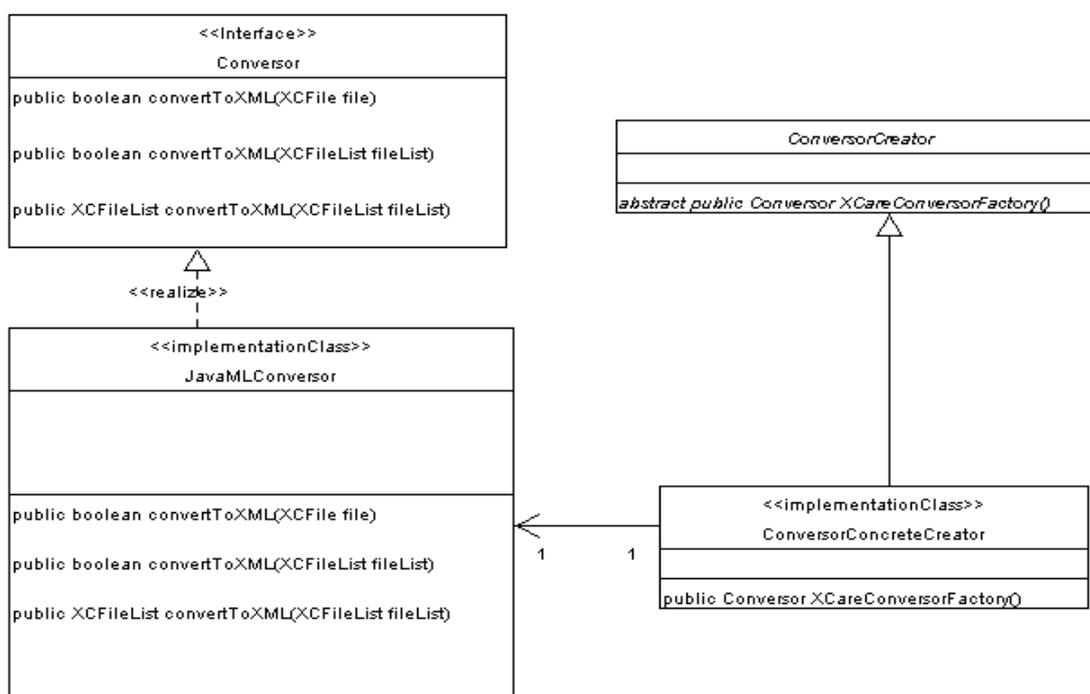 <<Interface>>
Conversor
public boolean convertToXML(XCFile file)
public boolean convertToXML(XCFileList fileList)
public XCFileList convertToXML(XCFileList fileList)
<<realize>>
<<implementationClass>>
JavaMLConversor
public boolean convertToXML(XCFile file)
public boolean convertToXML(XCFileList fileList)
public XCFileList convertToXML(XCFileList fileList)
ConversorCreator
abstract public Conversor XCareConversorFactory()
1
1
<<implementationClass>>
ConversorConcreteCreator
public Conversor XCareConversorFactory()